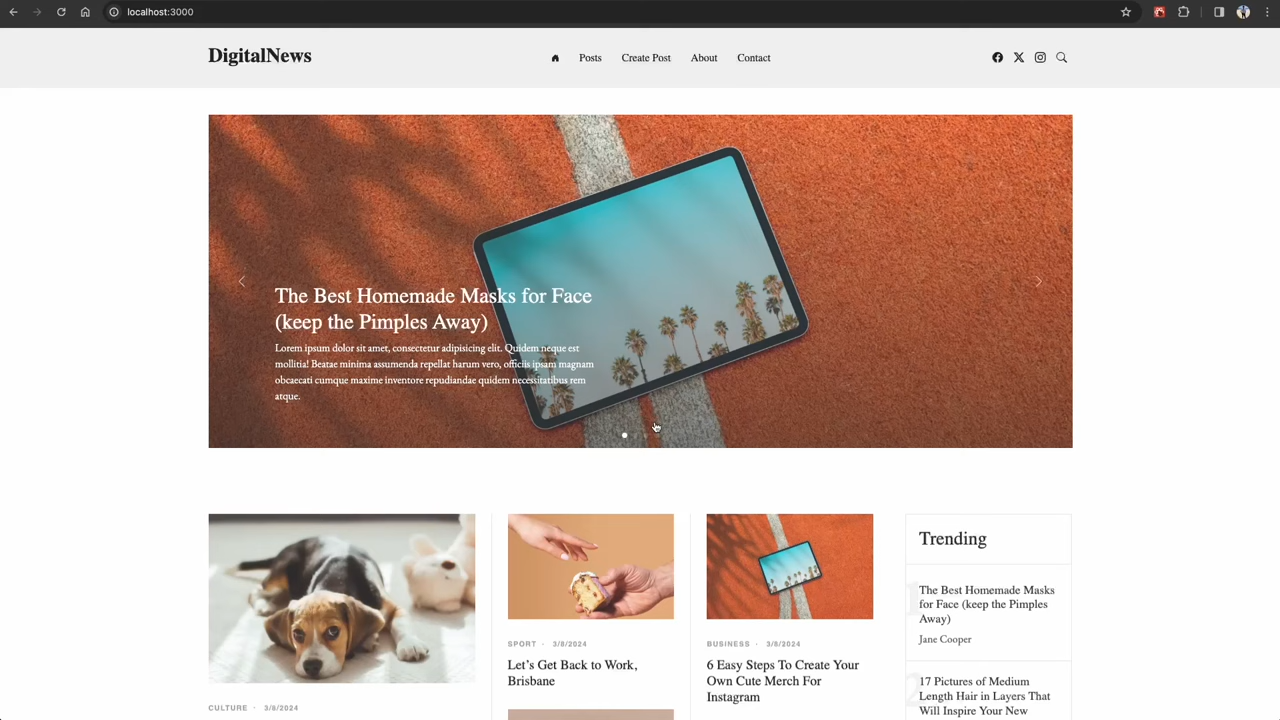 localhost:3000
DigitalNews
Posts
Create Post
About
Contact
The Best Homemade Masks for Face
(keep the Pimples Away)
Lorem ipsum dolor sit amet, consectetur adipisicing elit. Quidem neque est
mollitia! Beatae minima assumenda repellat harum vero, officiis ipsam magnam
obcaecati cumque maxime inventore repudiandae quidem necessitatibus rem
atque.
CULTURE · 3/8/2024
SPORT · 3/8/2024
Let's Get Back to Work,
Brisbane
BUSINESS · 3/8/2024
6 Easy Steps To Create Your
Own Cute Merch For
Instagram
Trending
1
The Best Homemade Masks
for Face (keep the Pimples
Away)
Jane Cooper
2
17 Pictures of Medium
Length Hair in Layers That
Will Inspire Your New